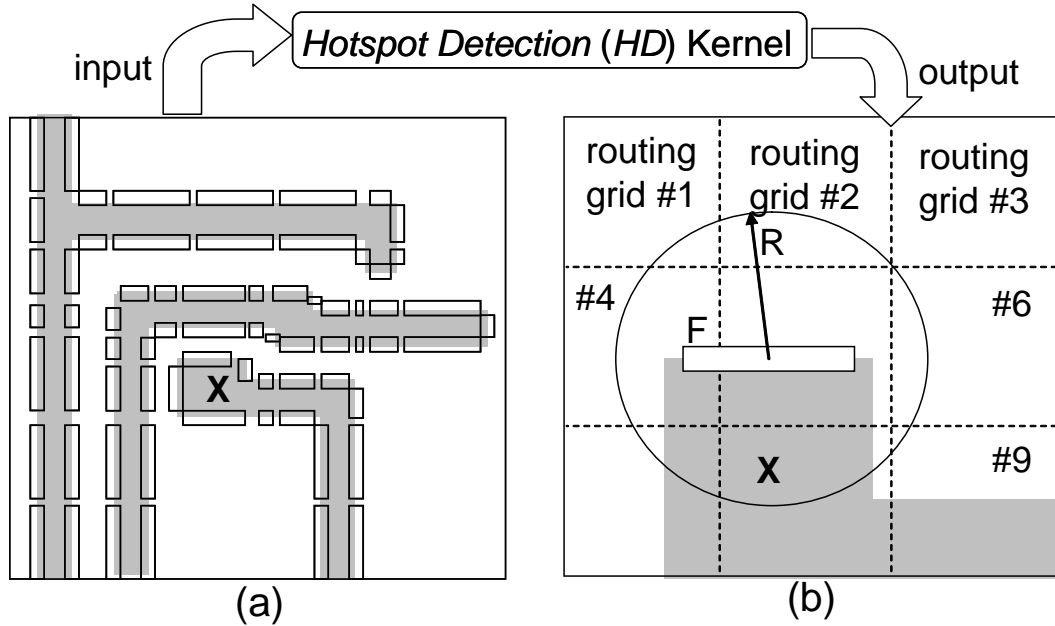 Hotspot Detection (HD) Kernel
input
output
routing grid #1
routing grid #2
routing grid #3
R
#4
#6
F
X
X
#9
(a)
(b)